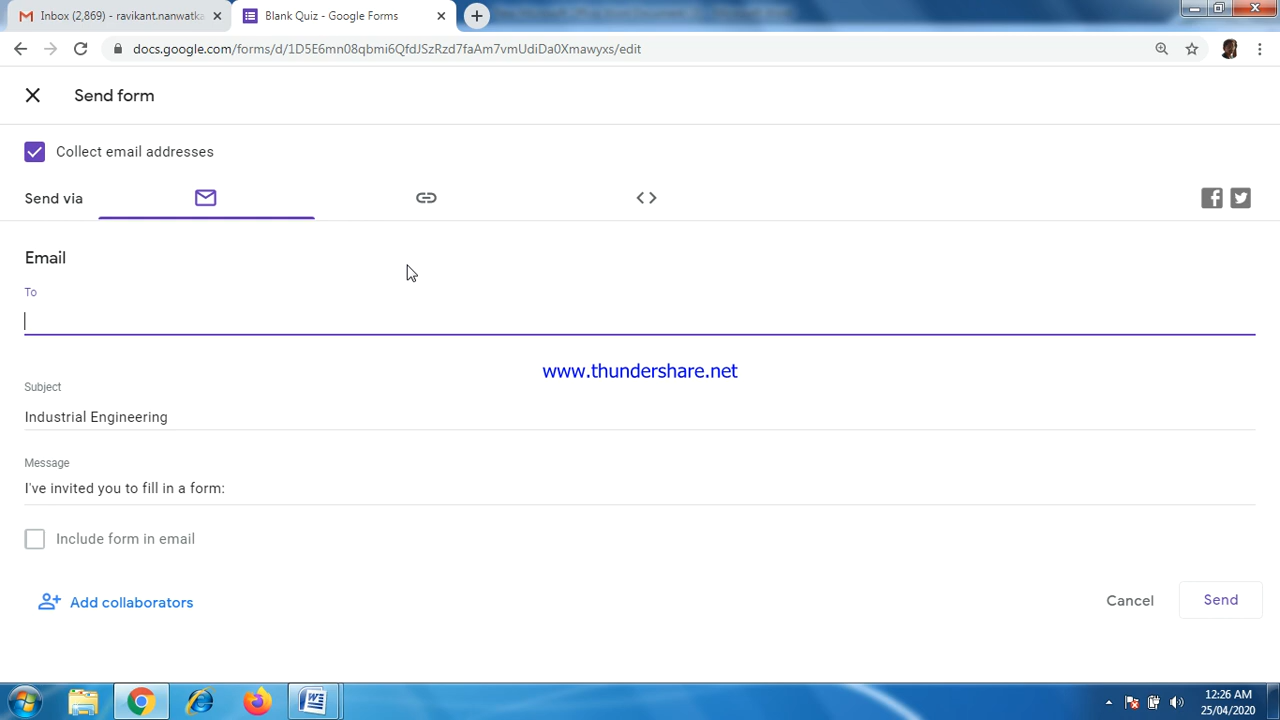 Inbox (2,869) - ravikant.nanwatka
Blank Quiz - Google Forms
docs.google.com/forms/d/1D5E6mn08qbmi6QfdJSzRzd7faAm7vmUdiDa0Xmawyxs/edit
Send form
Collect email addresses
Send via
Email
To
www.thundershare.net
Subject
Industrial Engineering
Message
I've invited you to fill in a form:
Include form in email
Add collaborators
Cancel
Send
12:26 AM
25/04/2020